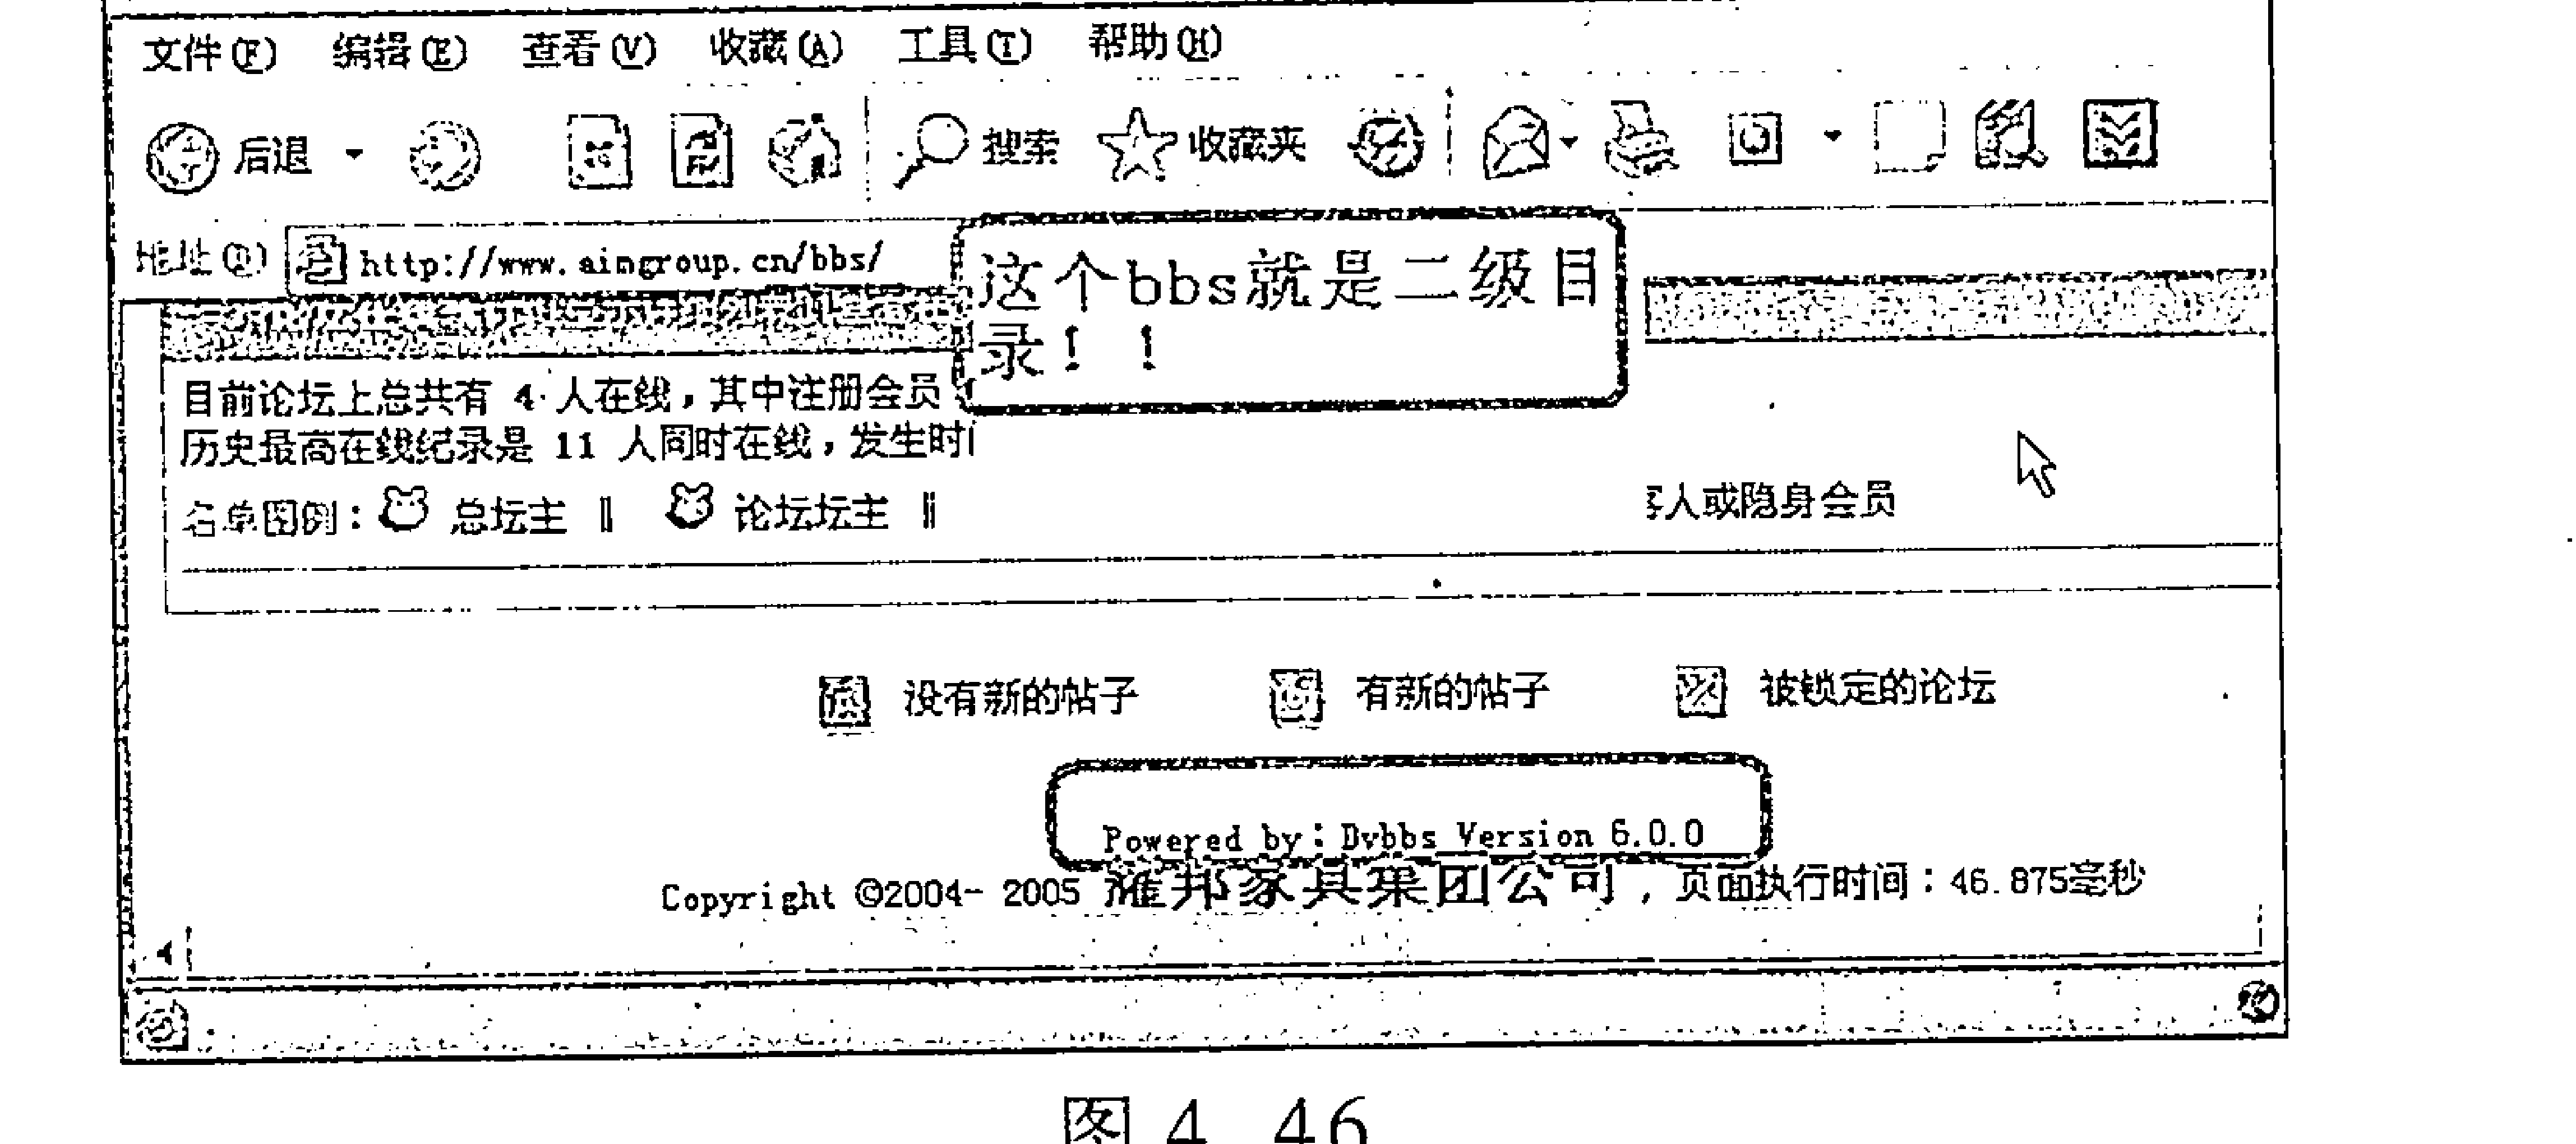 文件(F) 编辑(E) 查看(V) 收藏(A) 工具(T) 帮助(H)
后退 搜索 收藏夹
地址(D) http://www.aimgroup.cn/bbs/
这个bbs就是二级目
录！！
目前论坛上总共有 4 人在线，其中注册会员
历史最高在线纪录是 11 人同时在线，发生时
名单图例： 总坛主 ‖ 论坛坛主 ‖ 客人或隐身会员
没有新的帖子 有新的帖子 被锁定的论坛
Powered by：Dvbbs Version 6.0.0
Copyright ©2004- 2005 雅邦家具集团公司 , 页面执行时间：46.875毫秒
图 4 46